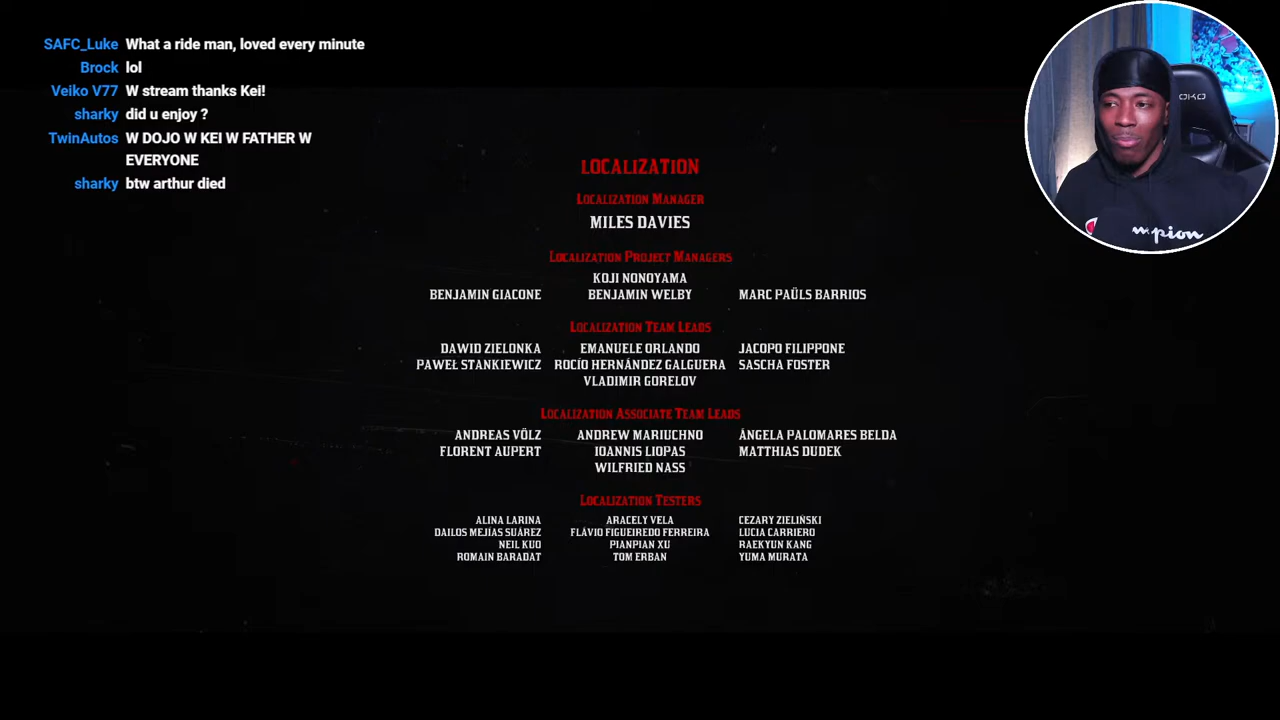 SAFC_Luke What a ride man, loved every minute
Brock lol
Veiko V77 W stream thanks Kei!
sharky did u enjoy ?
TwinAutos W DOJO W KEI W FATHER W
EVERYONE
sharky btw arthur died
OKO
mpion
LOCALIZATION
LOCALIZATION MANAGER
MILES DAVIES
LOCALIZATION PROJECT MANAGERS
KOJI NONOYAMA
BENJAMIN GIACONE BENJAMIN WELBY MARC PAÜLS BARRIOS
LOCALIZATION TEAM LEADS
DAWID ZIELONKA EMANUELE ORLANDO JACOPO FILIPPONE
PAWEŁ STANKIEWICZ ROCÍO HERNÁNDEZ GALGUERA SASCHA FOSTER
VLADIMIR GORELOV
LOCALIZATION ASSOCIATE TEAM LEADS
ANDREAS VÖLZ ANDREW MARIUCHNO ÁNGELA PALOMARES BELDA
FLORENT AUPERT IOANNIS LIOPAS MATTHIAS DUDEK
WILFRIED NASS
LOCALIZATION TESTERS
ALINA LARINA ARACELY VELA CEZARY ZIELIŃSKI
DAILOS MEJÍAS SUÁREZ FLÁVIO FIGUEIREDO FERREIRA LUCIA CARRIERO
NEIL KUO PIANPIAN XU RAEKYUN KANG
ROMAIN BARADAT TOM ERBAN YUMA MURATA